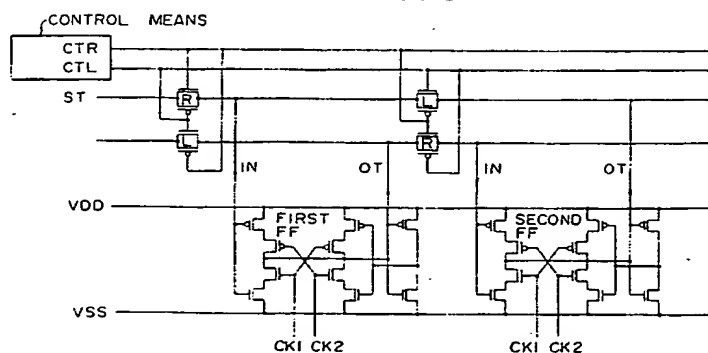 CONTROL MEANS
CTR
CTL
ST
R
L
L
R
IN
OT
IN
OT
VDD
FIRST
FF
SECOND
FF
VSS
CK1 CK2
CK1 CK2